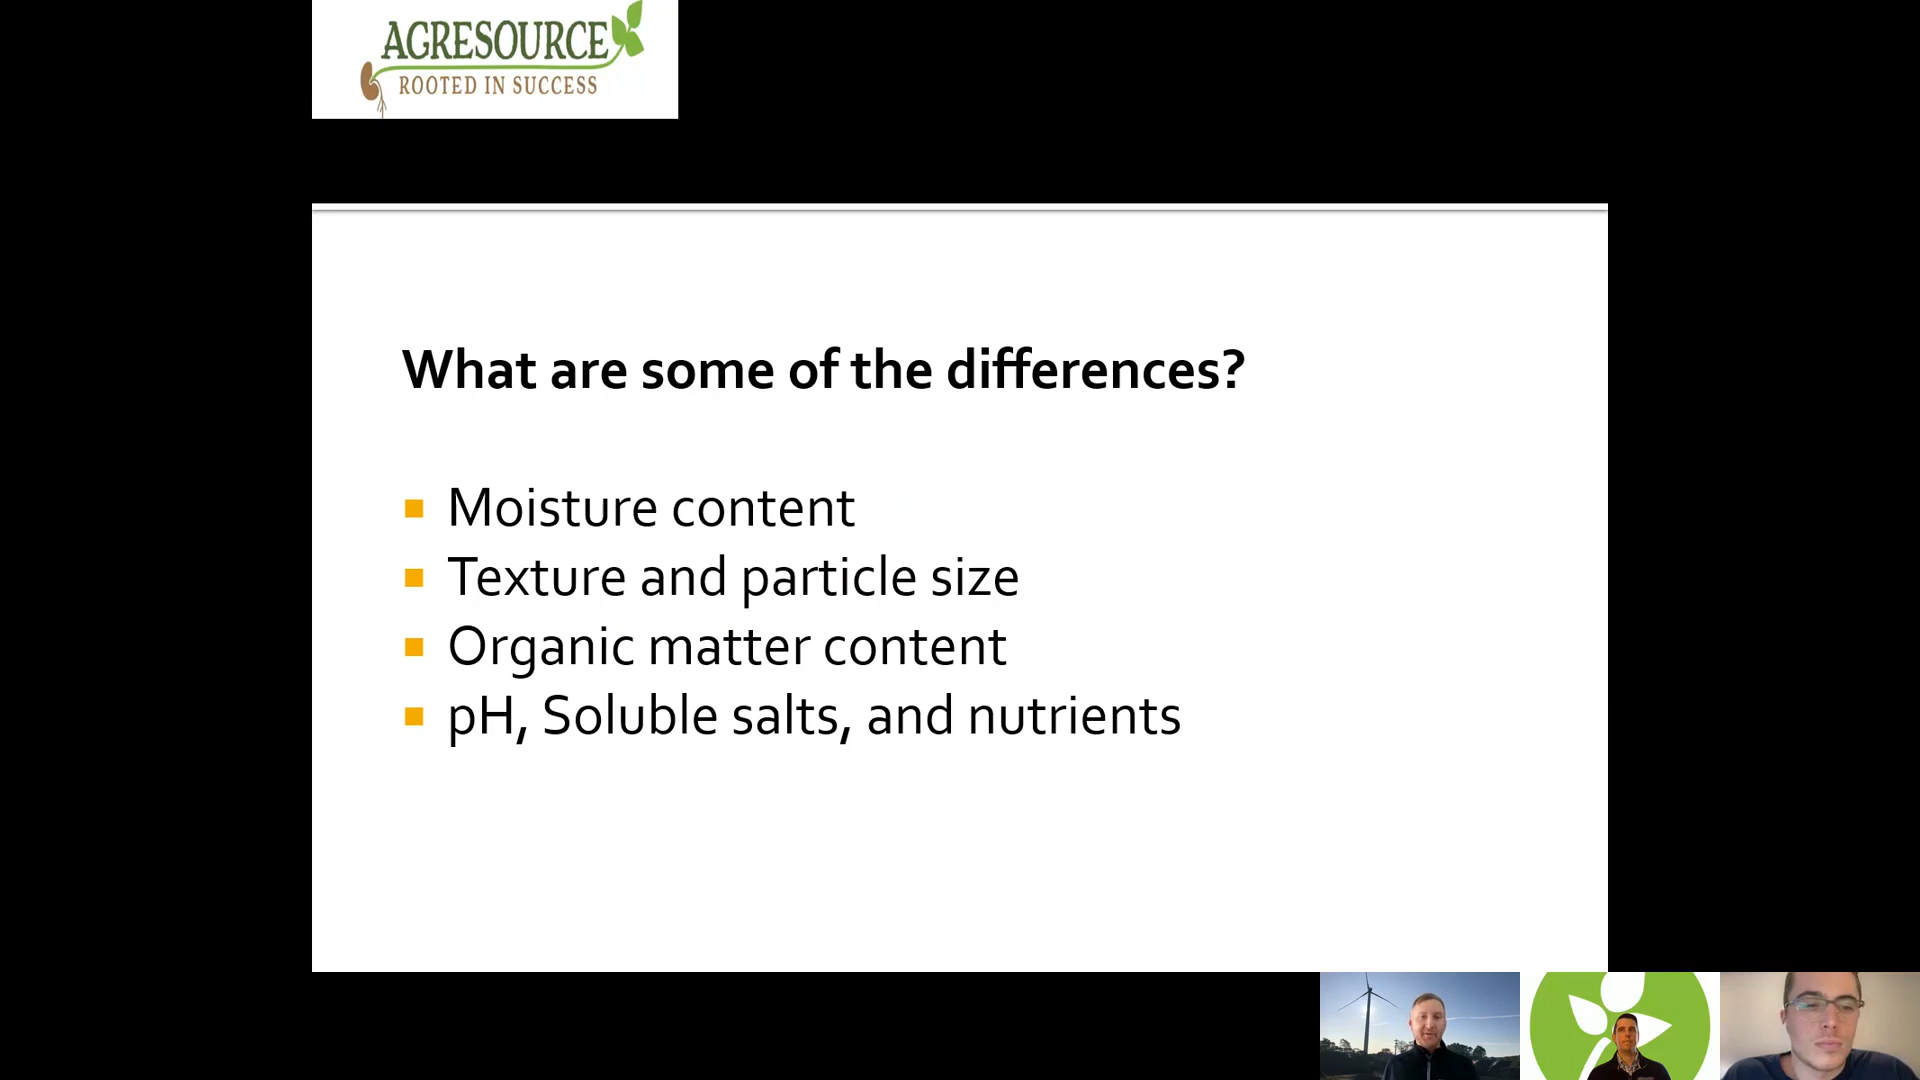 AGRESOURCE
ROOTED IN SUCCESS
What are some of the differences?
Moisture content
Texture and particle size
Organic matter content
pH, Soluble salts, and nutrients